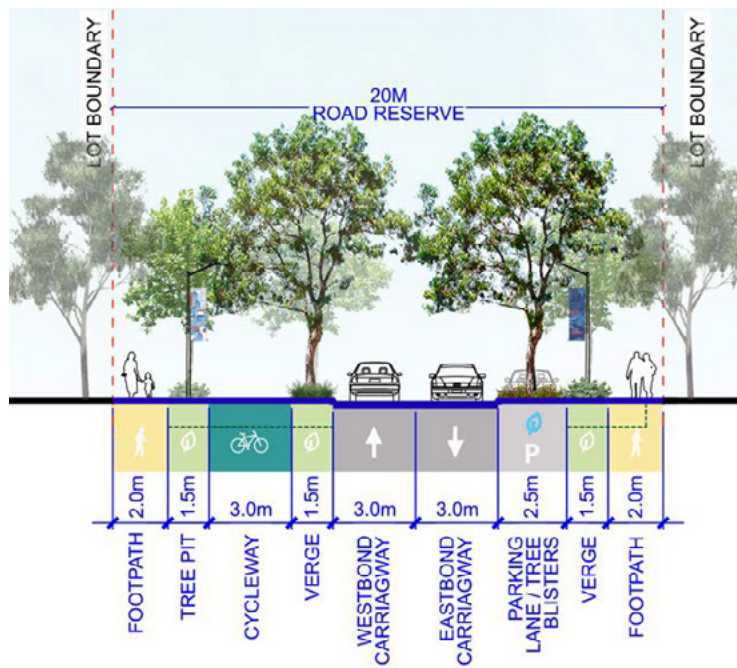 LOT BOUNDARY
20M
ROAD RESERVE
LOT BOUNDARY
P
2.0m
1.5m
3.0m
1.5m
3.0m
3.0m
2.5m
1.5m
2.0m
FOOTPATH
TREE PIT
CYCLEWAY
VERGE
WESTBOND
CARRIAGWAY
EASTBOND
CARRIAGWAY
PARKING
LANE / TREE
BLISTERS
VERGE
FOOTPATH